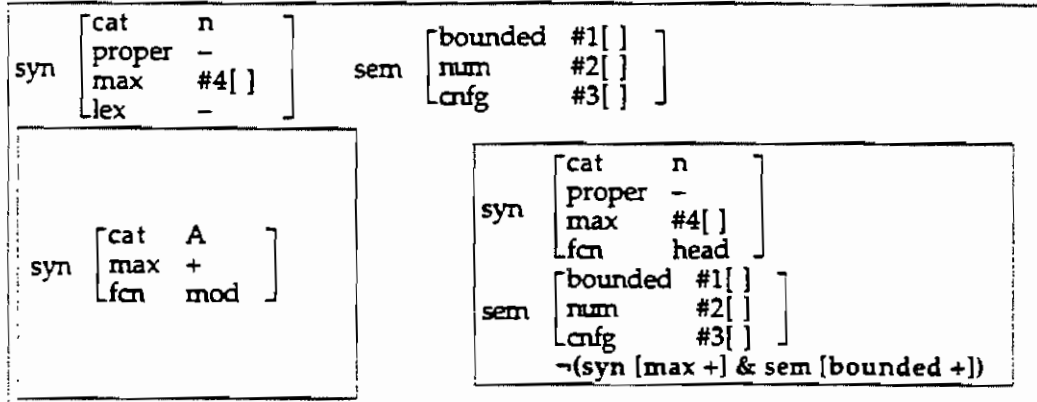 syn [cat n
proper –
max #4[ ]
lex –]
sem [bounded #1[ ]
num #2[ ]
cnfg #3[ ]]
syn [cat A
max +
fcn mod]
syn [cat n
proper –
max #4[ ]
fcn head]
sem [bounded #1[ ]
num #2[ ]
cnfg #3[ ]]
¬(syn [max +] & sem [bounded +])